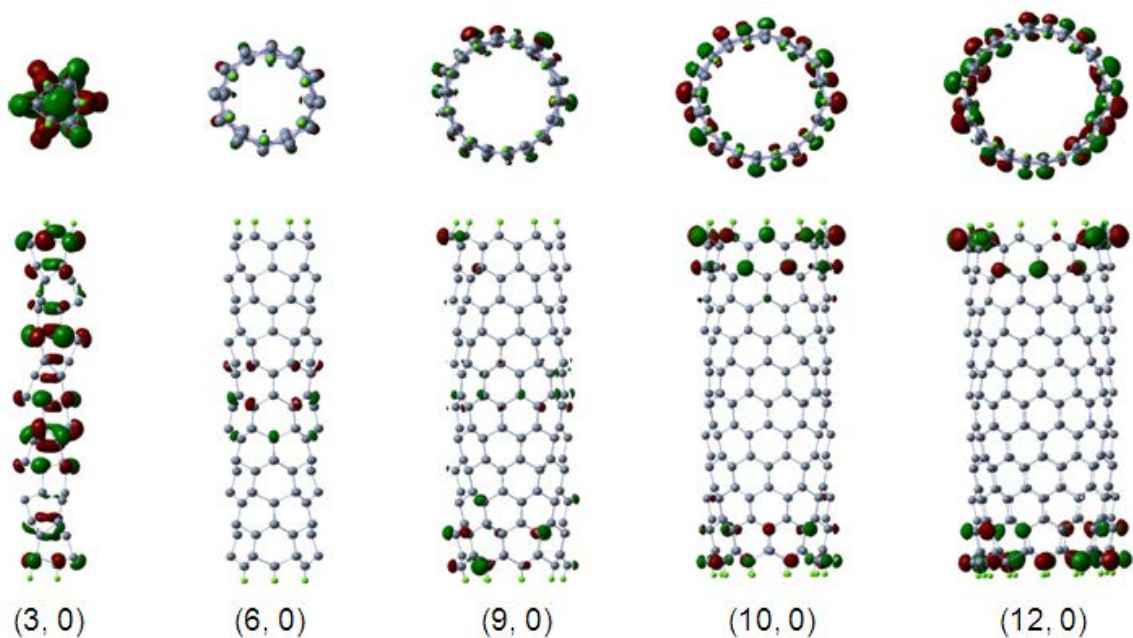 (3, 0) (6, 0) (9, 0) (10, 0) (12, 0)